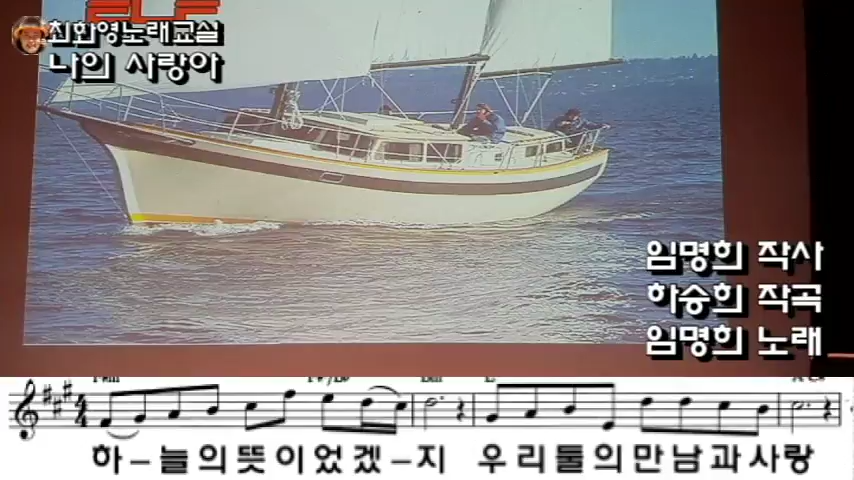 최화영노래교실
나의 사랑아
임명희 작사
하승희 작곡
임명희 노래
하-늘의뜻이었겠-지 우리둘의만남과사랑